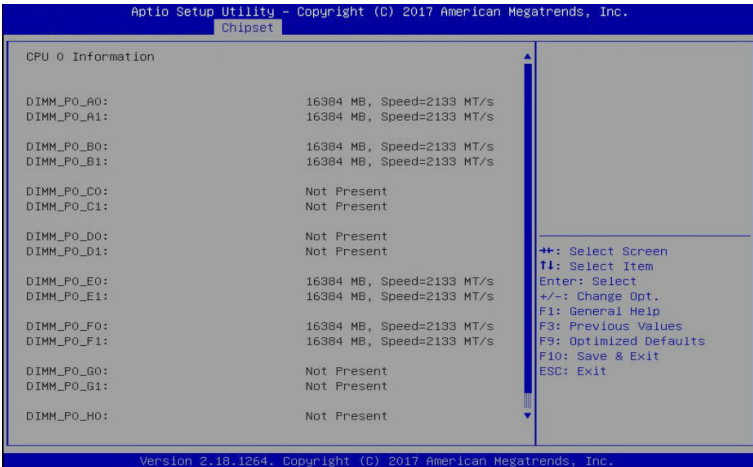 Aptio Setup Utility – Copyright (C) 2017 American Megatrends, Inc.
Chipset
CPU 0 Information
DIMM_P0_A0: 16384 MB, Speed=2133 MT/s
DIMM_P0_A1: 16384 MB, Speed=2133 MT/s
DIMM_P0_B0: 16384 MB, Speed=2133 MT/s
DIMM_P0_B1: 16384 MB, Speed=2133 MT/s
DIMM_P0_C0: Not Present
DIMM_P0_C1: Not Present
DIMM_P0_D0: Not Present
DIMM_P0_D1: Not Present
DIMM_P0_E0: 16384 MB, Speed=2133 MT/s
DIMM_P0_E1: 16384 MB, Speed=2133 MT/s
DIMM_P0_F0: 16384 MB, Speed=2133 MT/s
DIMM_P0_F1: 16384 MB, Speed=2133 MT/s
DIMM_P0_G0: Not Present
DIMM_P0_G1: Not Present
DIMM_P0_H0: Not Present
→←: Select Screen
↑↓: Select Item
Enter: Select
+/-: Change Opt.
F1: General Help
F3: Previous Values
F9: Optimized Defaults
F10: Save & Exit
ESC: Exit
Version 2.18.1264. Copyright (C) 2017 American Megatrends, Inc.